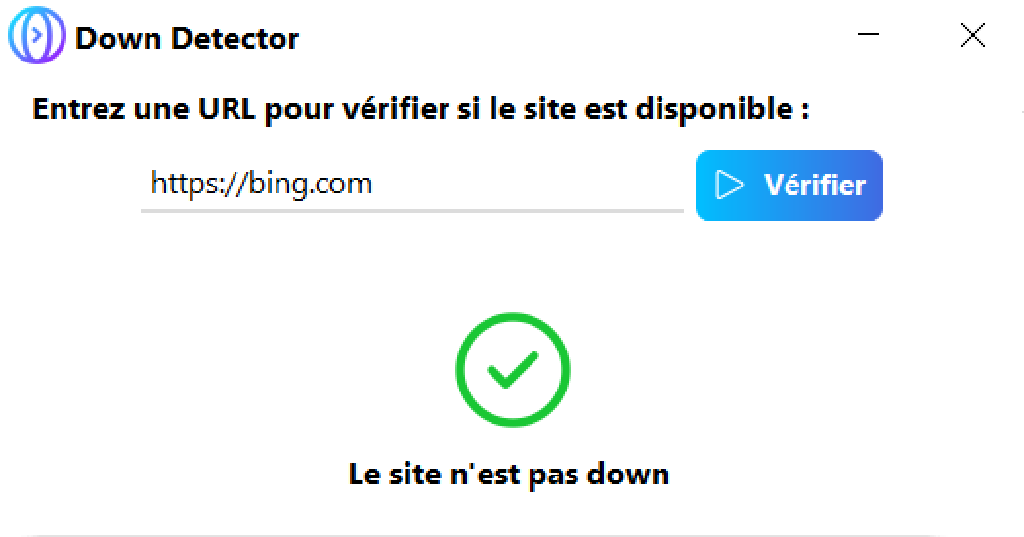 Down Detector
Entrez une URL pour vérifier si le site est disponible :
https://bing.com
Vérifier
Le site n'est pas down